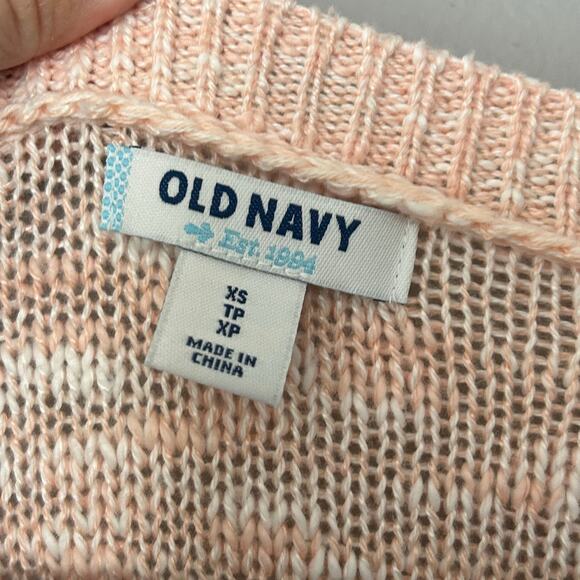 OLD NAVY
Est. 1994
XS
TP
XP
MADE IN
CHINA